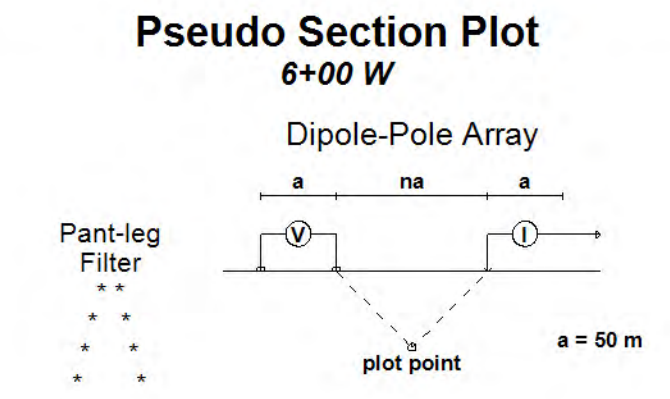 Pseudo Section Plot
6+00 W
Dipole-Pole Array
a na a
V I
Pant-leg
Filter
* *
* *
* *
* *
plot point
a = 50 m